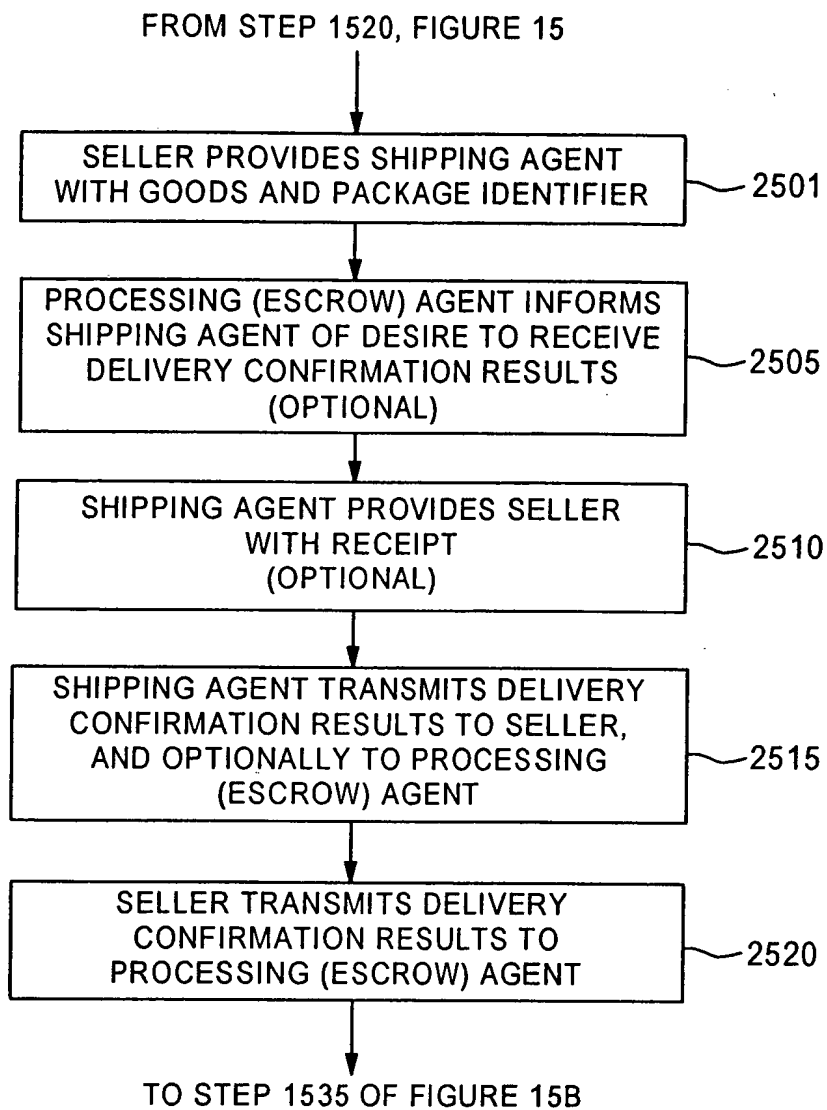 FROM STEP 1520, FIGURE 15
SELLER PROVIDES SHIPPING AGENT
WITH GOODS AND PACKAGE IDENTIFIER
2501
PROCESSING (ESCROW) AGENT INFORMS
SHIPPING AGENT OF DESIRE TO RECEIVE
DELIVERY CONFIRMATION RESULTS
(OPTIONAL)
2505
SHIPPING AGENT PROVIDES SELLER
WITH RECEIPT
(OPTIONAL)
2510
SHIPPING AGENT TRANSMITS DELIVERY
CONFIRMATION RESULTS TO SELLER,
AND OPTIONALLY TO PROCESSING
(ESCROW) AGENT
2515
SELLER TRANSMITS DELIVERY
CONFIRMATION RESULTS TO
PROCESSING (ESCROW) AGENT
2520
TO STEP 1535 OF FIGURE 15B